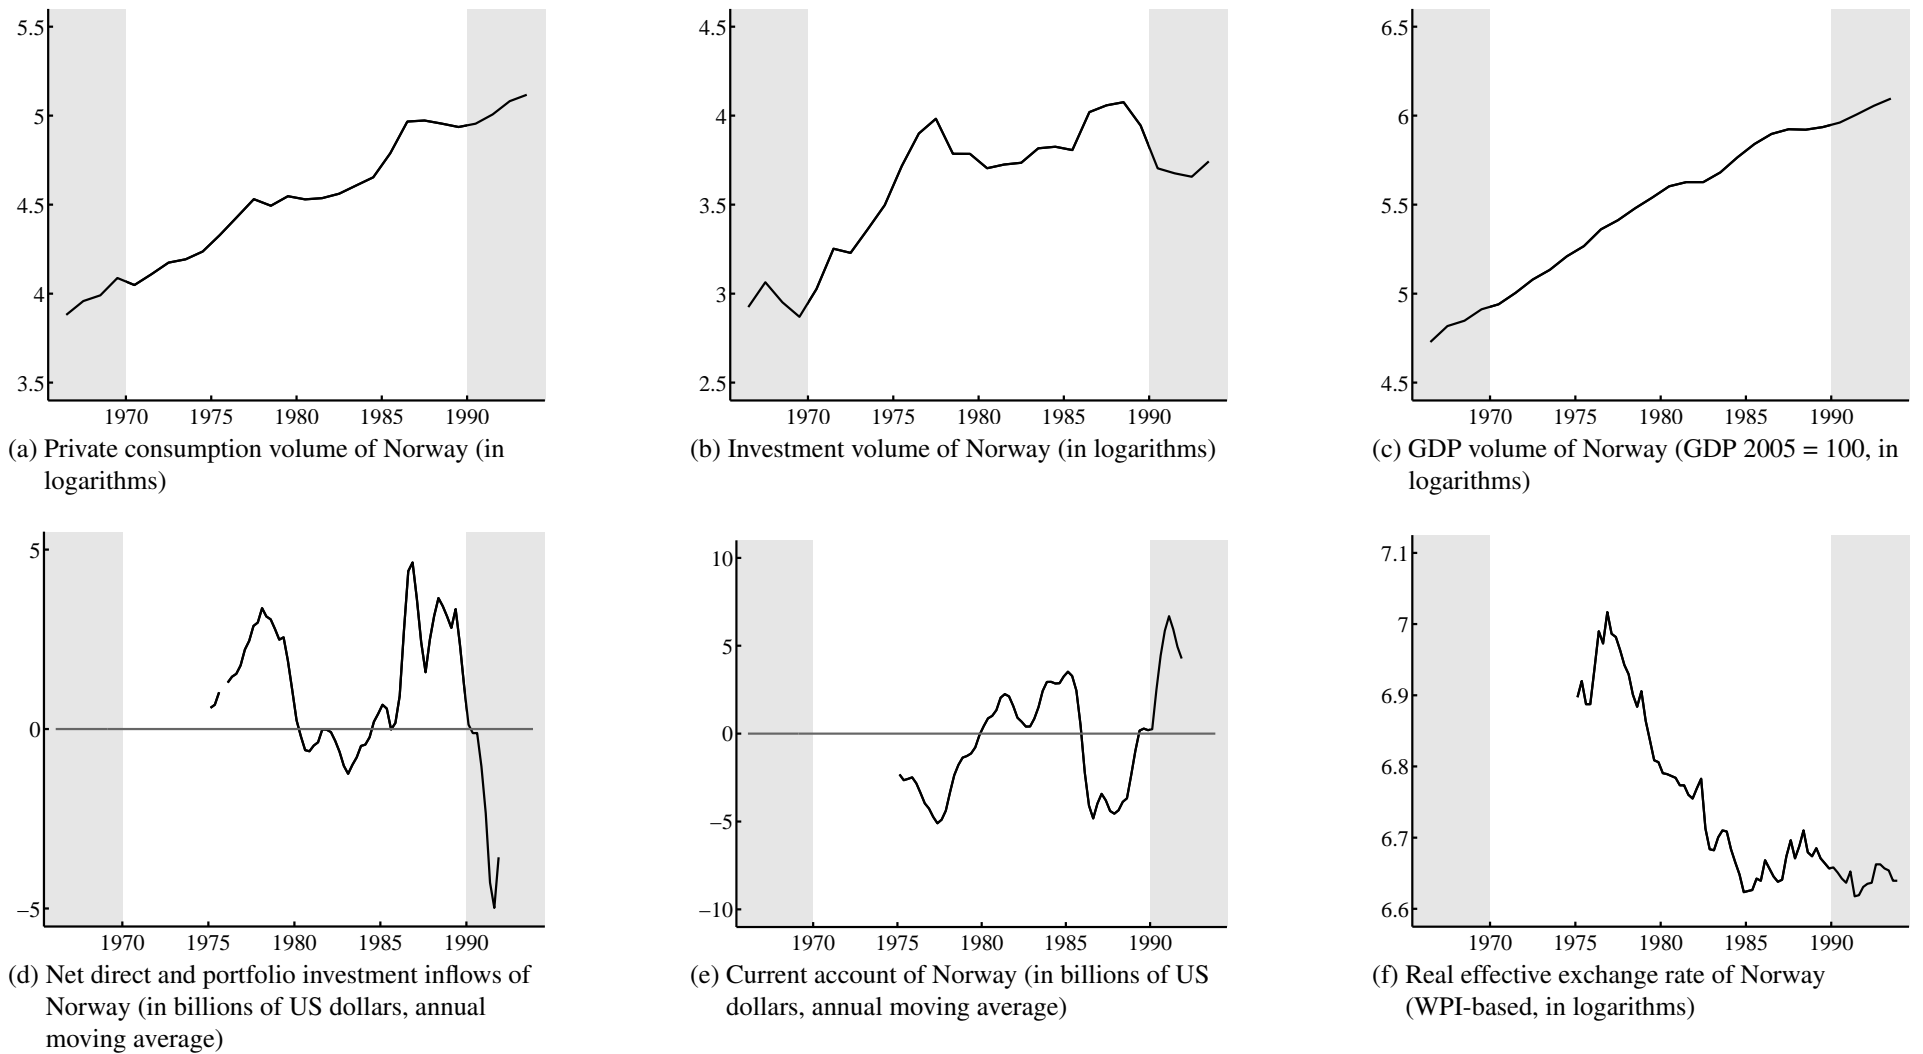 5.5
5
4.5
4
3.5
1970 1975 1980 1985 1990
(a) Private consumption volume of Norway (in
logarithms)
4.5
4
3.5
3
2.5
1970 1975 1980 1985 1990
(b) Investment volume of Norway (in logarithms)
6.5
6
5.5
5
4.5
1970 1975 1980 1985 1990
(c) GDP volume of Norway (GDP 2005 = 100, in
logarithms)
5
0
−5
1970 1975 1980 1985 1990
(d) Net direct and portfolio investment inflows of
Norway (in billions of US dollars, annual
moving average)
10
5
0
−5
−10
1970 1975 1980 1985 1990
(e) Current account of Norway (in billions of US
dollars, annual moving average)
7.1
7
6.9
6.8
6.7
6.6
1970 1975 1980 1985 1990
(f) Real effective exchange rate of Norway
(WPI-based, in logarithms)